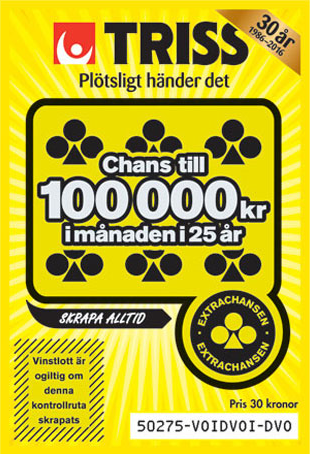 TRISS
30 år
1986-2016
Plötsligt händer det
Chans till
100 000 kr
i månaden i 25 år
SKRAPA ALLTID
EXTRACHANSEN
EXTRACHANSEN
Vinstlott är
ogiltig om
denna
kontrollruta
skrapats
Pris 30 kronor
50275-VOIDVOI-DVO